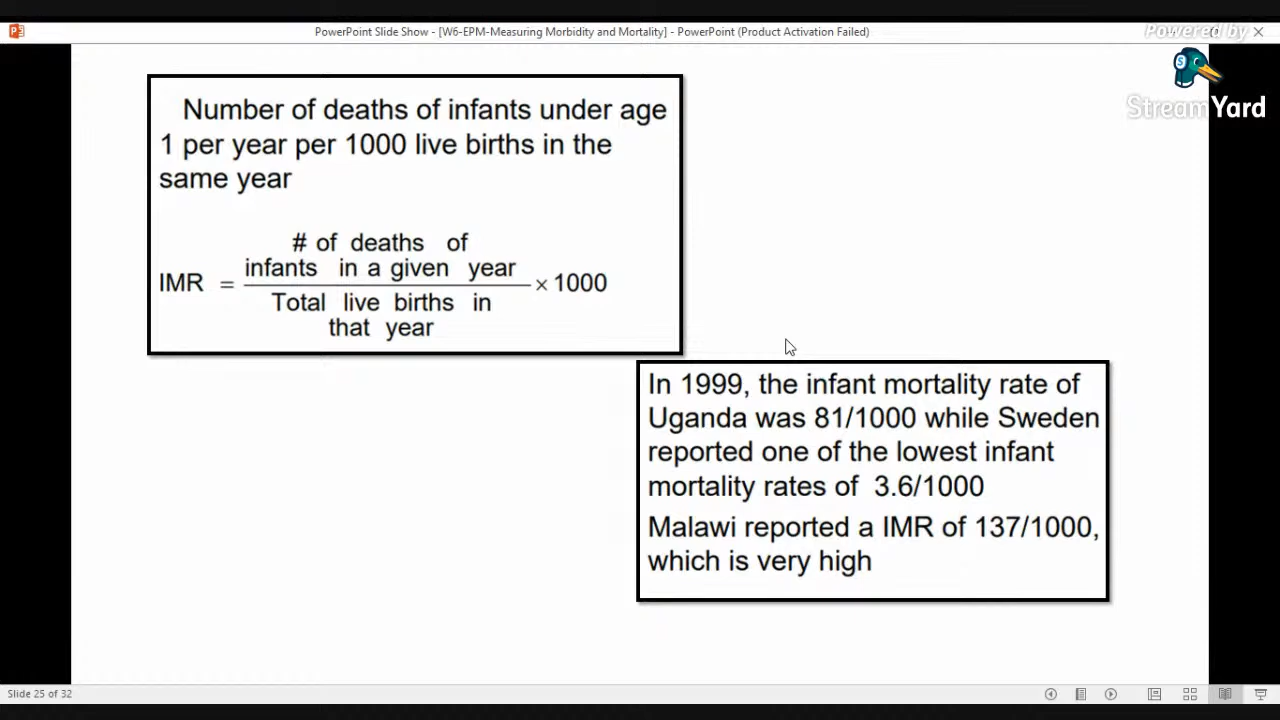 PowerPoint Slide Show - [W6-EPM-Measuring Morbidity and Mortality] - PowerPoint (Product Activation Failed)
Powered by
StreamYard
Number of deaths of infants under age
1 per year per 1000 live births in the
same year
# of deaths of
infants in a given year
IMR = × 1000
Total live births in
that year
In 1999, the infant mortality rate of
Uganda was 81/1000 while Sweden
reported one of the lowest infant
mortality rates of 3.6/1000
Malawi reported a IMR of 137/1000,
which is very high
Slide 25 of 32